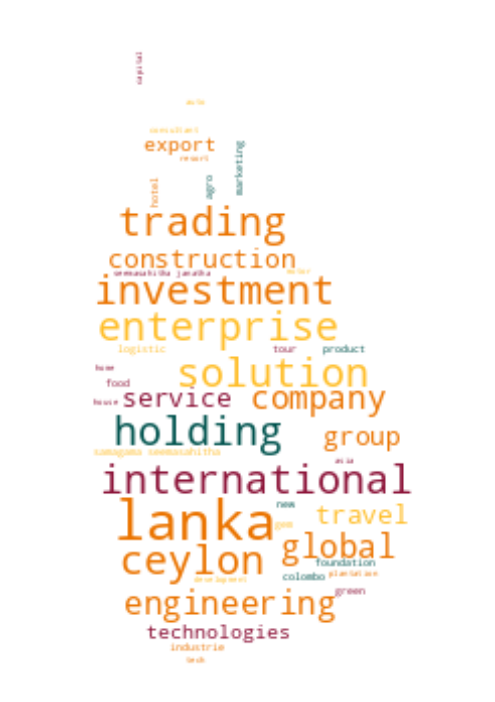 capital
auto
consultant
export
resort
marketing
agro
hotel
trading
construction
seemasahitha janatha
motor
investment
enterprise
logistic
tour
product
home
solution
food
house
service
company
holding
group
samagama seemasahitha
asia
international
new
lanka
travel
gem
ceylon
global
foundation
colombo
plantation
development
green
engineering
technologies
industrie
tech